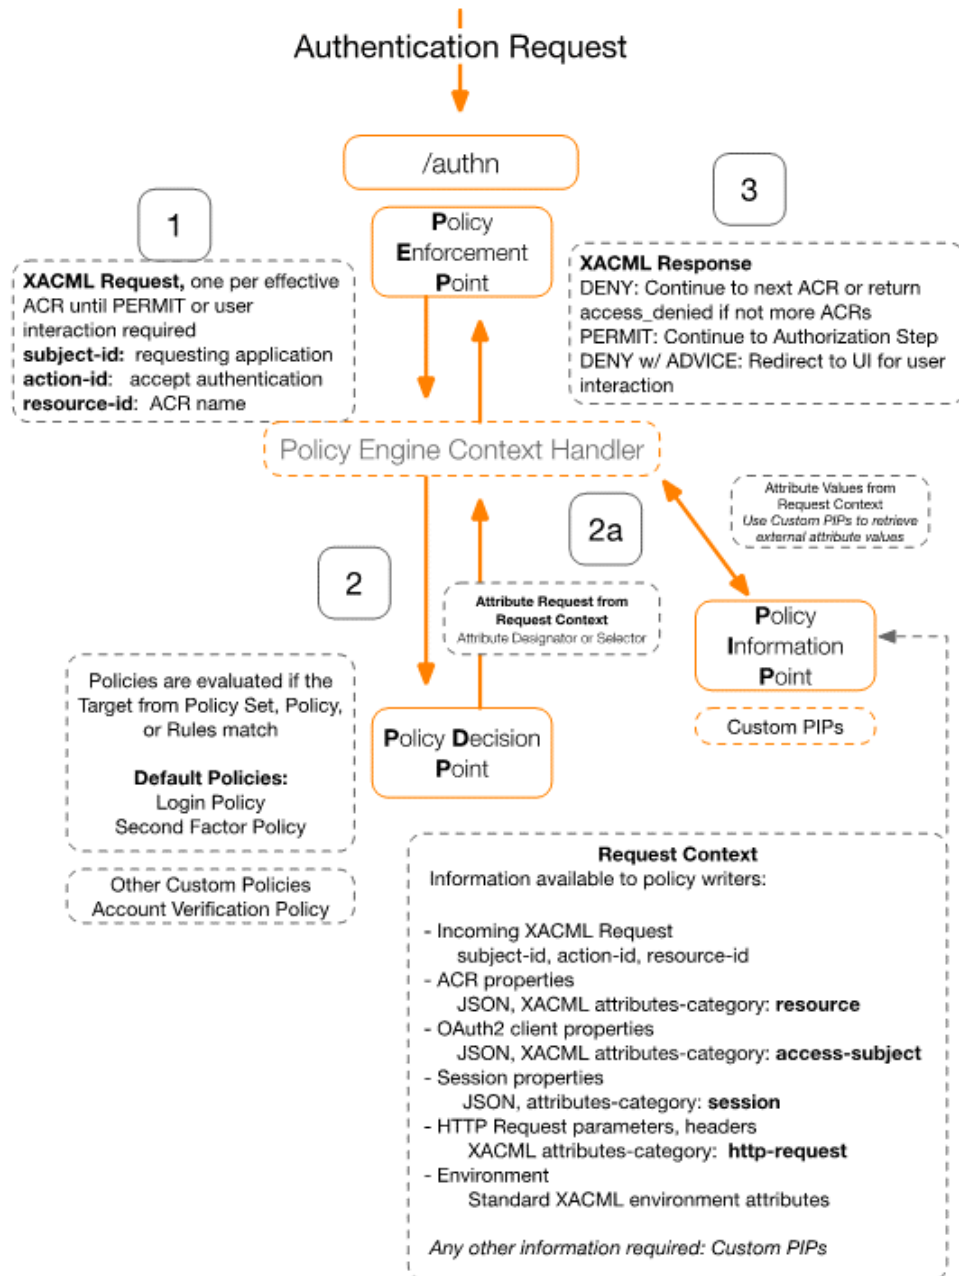 Authentication Request
/authn
1
3
Policy
Enforcement
Point
XACML Request, one per effective
ACR until PERMIT or user
interaction required
subject-id: requesting application
action-id: accept authentication
resource-id: ACR name
XACML Response
DENY: Continue to next ACR or return
access_denied if not more ACRs
PERMIT: Continue to Authorization Step
DENY w/ ADVICE: Redirect to UI for user
interaction
Policy Engine Context Handler
Attribute Values from
Request Context
Use Custom PIPs to retrieve
external attribute values
2a
2
Attribute Request from
Request Context
Attribute Designator or Selector
Policy
Information
Point
Custom PIPs
Policies are evaluated if the
Target from Policy Set, Policy,
or Rules match
Default Policies:
Login Policy
Second Factor Policy
Policy Decision
Point
Other Custom Policies
Account Verification Policy
Request Context
Information available to policy writers:
- Incoming XACML Request
subject-id, action-id, resource-id
- ACR properties
JSON, XACML attributes-category: resource
- OAuth2 client properties
JSON, XACML attributes-category: access-subject
- Session properties
JSON, attributes-category: session
- HTTP Request parameters, headers
XACML attributes-category: http-request
- Environment
Standard XACML environment attributes
Any other information required: Custom PIPs